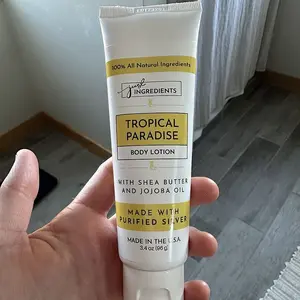 100% All Natural Ingredients
just
INGREDIENTS
TROPICAL
PARADISE
BODY LOTION
WITH SHEA BUTTER
AND JOJOBA OIL
MADE WITH
PURIFIED SILVER
MADE IN THE U.S.A.
3.4 oz (96 g)